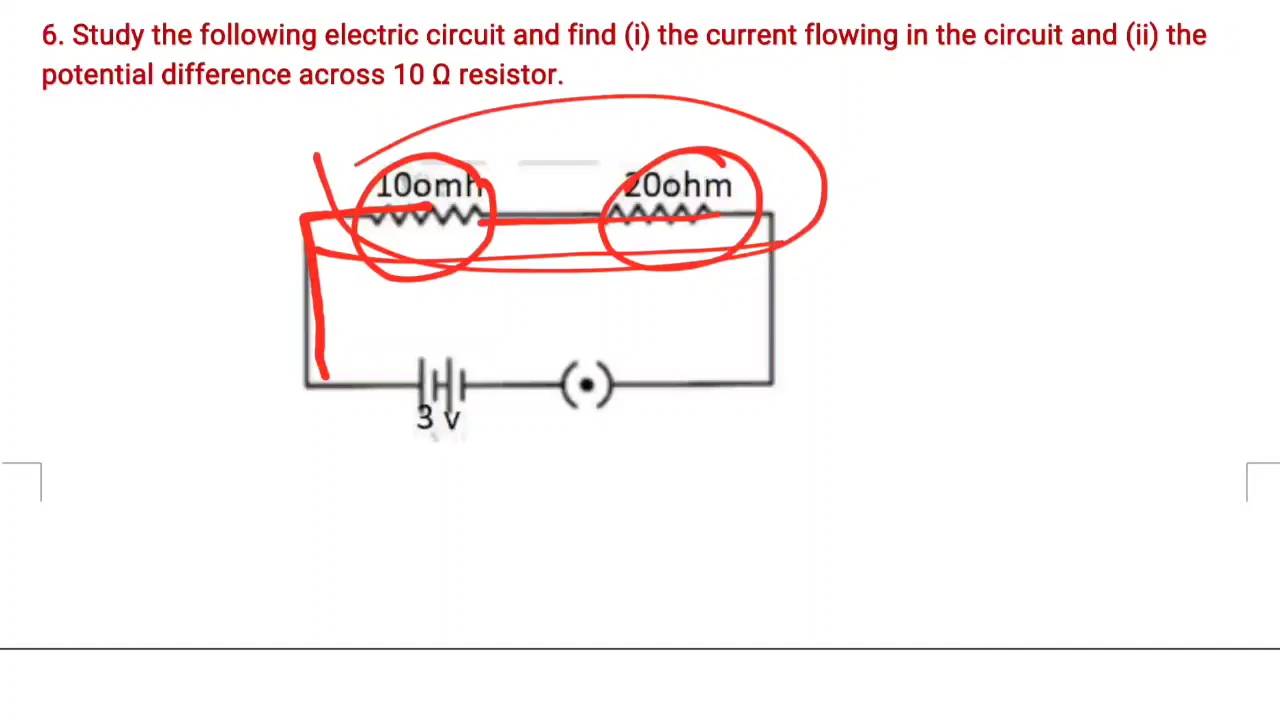 6. Study the following electric circuit and find (i) the current flowing in the circuit and (ii) the
potential difference across 10 Ω resistor.
10omh 20ohm
3 v